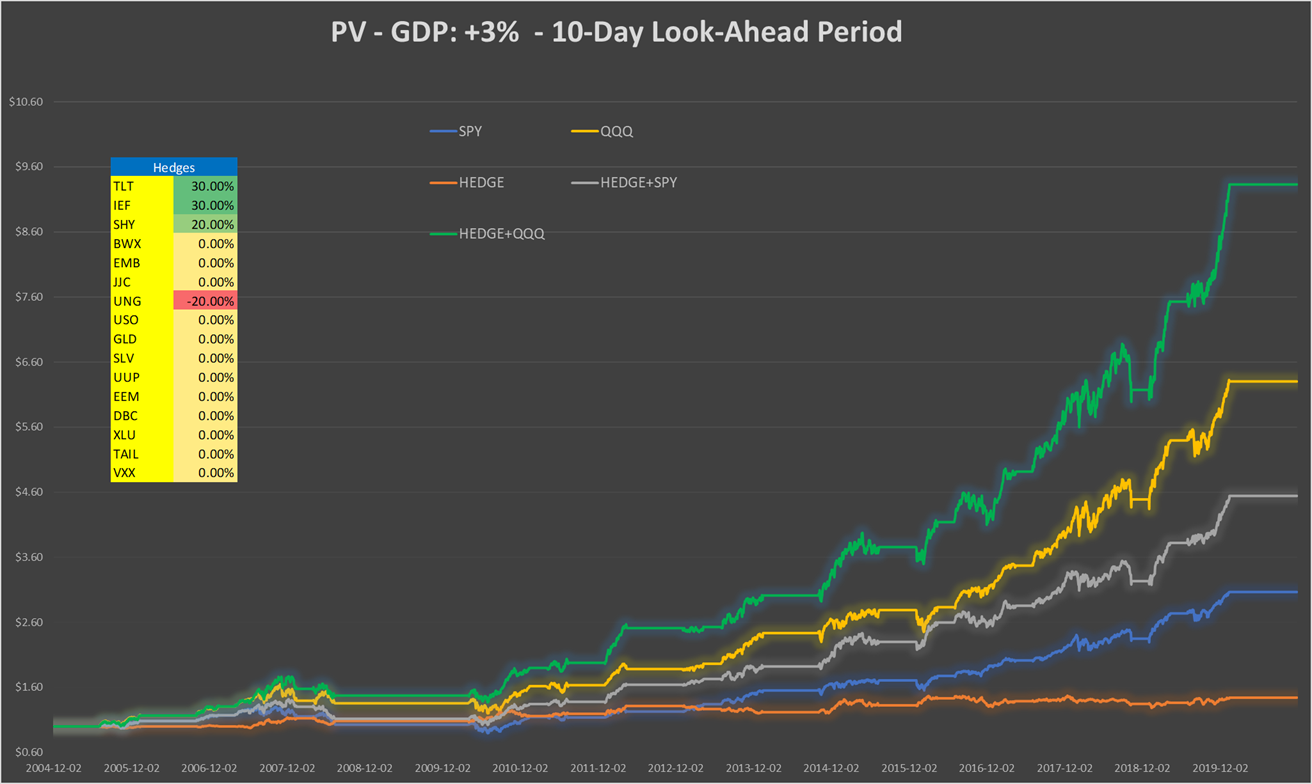 PV - GDP: +3%  - 10-Day Look-Ahead Period
$10.60
SPY QQQ
$9.60
Hedges
HEDGE HEDGE+SPY
TLT 30.00%
IEF 30.00%
SHY 20.00%
$8.60
HEDGE+QQQ
BWX 0.00%
EMB 0.00%
JJC 0.00%
$7.60
UNG -20.00%
USO 0.00%
GLD 0.00%
SLV 0.00%
$6.60
UUP 0.00%
EEM 0.00%
DBC 0.00%
$5.60
XLU 0.00%
TAIL 0.00%
VXX 0.00%
$4.60
$3.60
$2.60
$1.60
$0.60
2004-12-02 2005-12-02 2006-12-02 2007-12-02 2008-12-02 2009-12-02 2010-12-02 2011-12-02 2012-12-02 2013-12-02 2014-12-02 2015-12-02 2016-12-02 2017-12-02 2018-12-02 2019-12-02